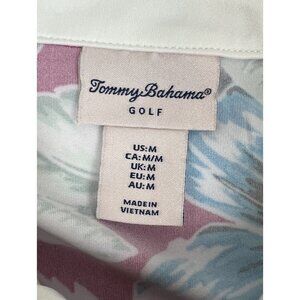 Tommy Bahama®
GOLF
US:M
CA:M/M
UK:M
EU:M
AU:M
MADE IN
VIETNAM